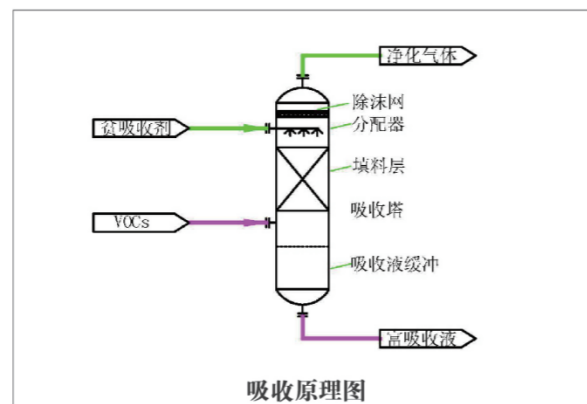 净化气体
除沫网
贫吸收剂
分配器
填料层
吸收塔
VOCs
吸收液缓冲
富吸收液
吸收原理图